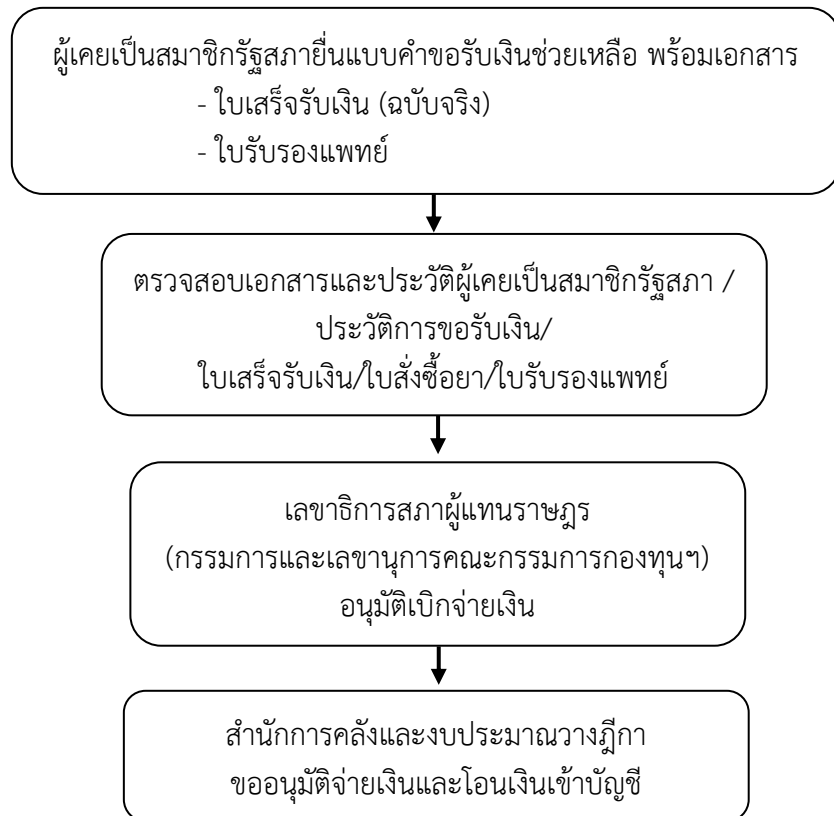 ผู้เคยเป็นสมาชิกรัฐสภายื่นแบบคำขอรับเงินช่วยเหลือ พร้อมเอกสาร
- ใบเสร็จรับเงิน (ฉบับจริง)
- ใบรับรองแพทย์
ตรวจสอบเอกสารและประวัติผู้เคยเป็นสมาชิกรัฐสภา /
ประวัติการขอรับเงิน/
ใบเสร็จรับเงิน/ใบสั่งซื้อยา/ใบรับรองแพทย์
เลขาธิการสภาผู้แทนราษฎร
(กรรมการและเลขานุการคณะกรรมการกองทุนฯ)
อนุมัติเบิกจ่ายเงิน
สำนักการคลังและงบประมาณวางฎีกา
ขออนุมัติจ่ายเงินและโอนเงินเข้าบัญชี